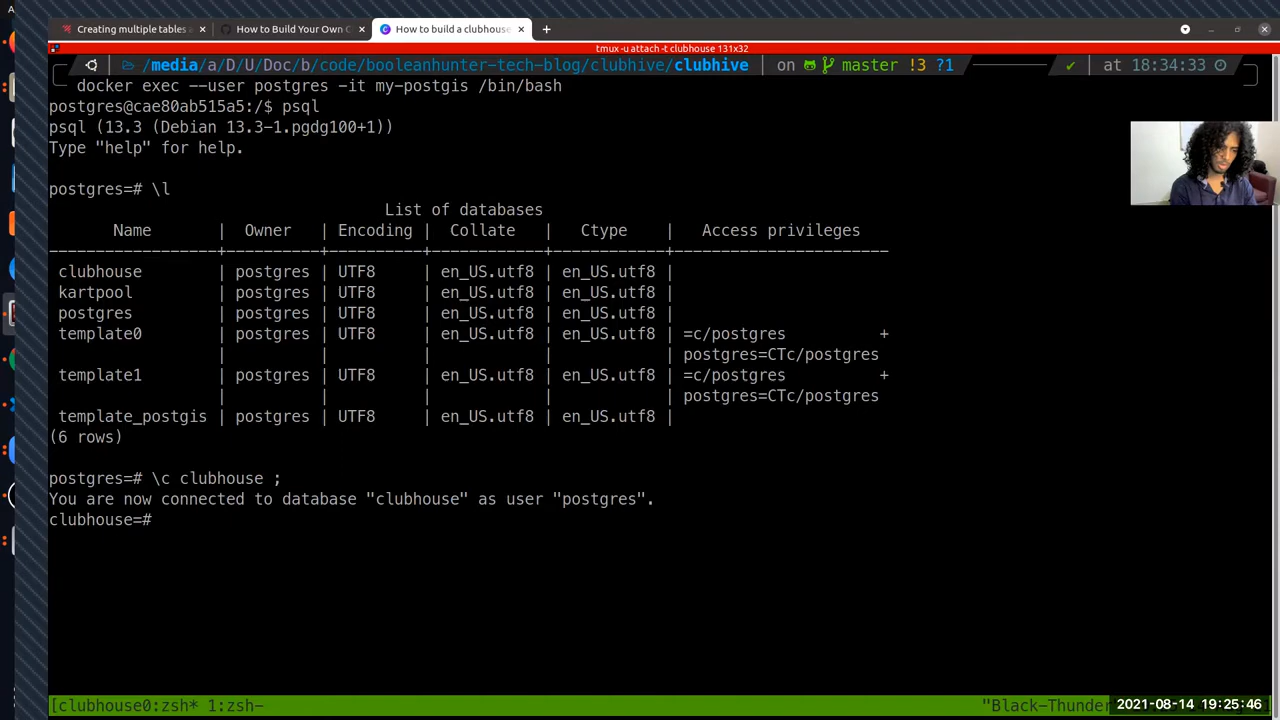 A
Creating multiple tables a
How to Build Your Own C
How to build a clubhouse
tmux -u attach -t clubhouse 131x32
/media/a/D/U/Doc/b/code/booleanhunter-tech-blog/clubhive/clubhive | on master !3 ?1 ✔ | at 18:34:33
docker exec --user postgres -it my-postgis /bin/bash
postgres@cae80ab515a5:/$ psql
psql (13.3 (Debian 13.3-1.pgdg100+1))
Type "help" for help.
postgres=# \l
List of databases
Name | Owner | Encoding | Collate | Ctype | Access privileges
-----------------+----------+----------+------------+------------+-----------------------
clubhouse | postgres | UTF8 | en_US.utf8 | en_US.utf8 |
kartpool | postgres | UTF8 | en_US.utf8 | en_US.utf8 |
postgres | postgres | UTF8 | en_US.utf8 | en_US.utf8 |
template0 | postgres | UTF8 | en_US.utf8 | en_US.utf8 | =c/postgres +
| | | | | postgres=CTc/postgres
template1 | postgres | UTF8 | en_US.utf8 | en_US.utf8 | =c/postgres +
| | | | | postgres=CTc/postgres
template_postgis | postgres | UTF8 | en_US.utf8 | en_US.utf8 |
(6 rows)
postgres=# \c clubhouse ;
You are now connected to database "clubhouse" as user "postgres".
clubhouse=#
[clubhouse0:zsh* 1:zsh- "Black-Thunder 2021-08-14 19:25:46